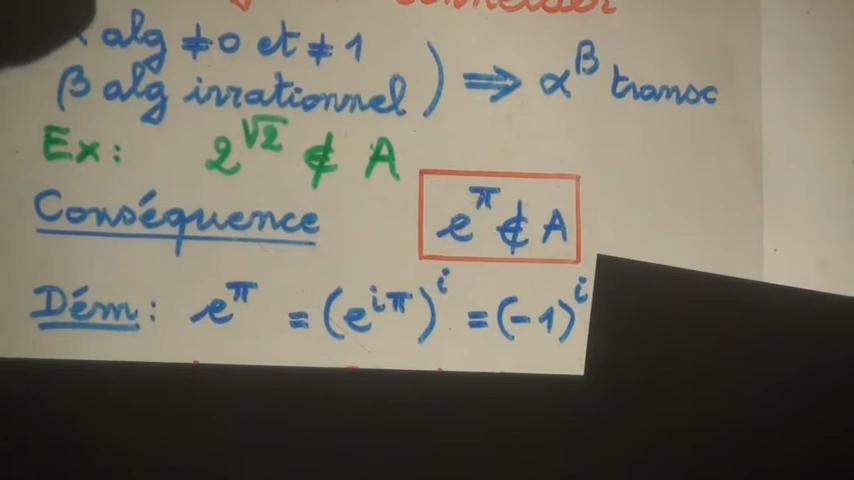 alg ≠0 et ≠1
β alg irrationnel) ⟹ α^β transc
Ex: 2^√2 ∉ A
Conséquence e^π ∉ A
Dém: e^π = (e^{iπ})^i = (-1)^i